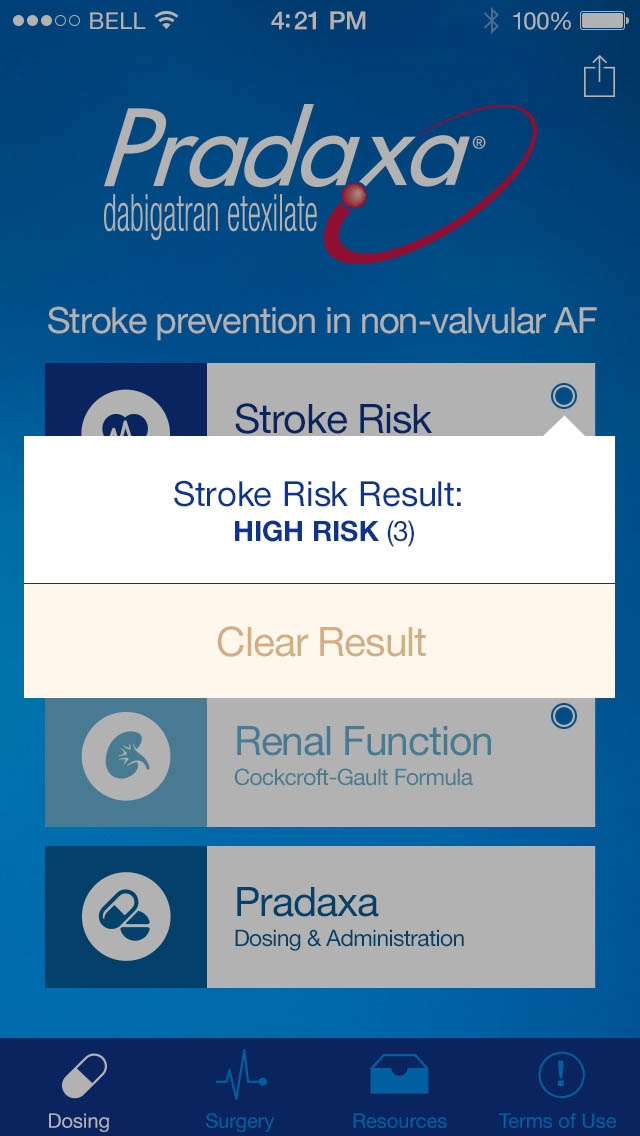 BELL 4:21 PM 100%
Pradaxa®
dabigatran etexilate
Stroke prevention in non-valvular AF
Stroke Risk
Stroke Risk Result:
HIGH RISK (3)
Clear Result
Renal Function
Cockcroft-Gault Formula
Pradaxa
Dosing & Administration
Dosing Surgery Resources Terms of Use